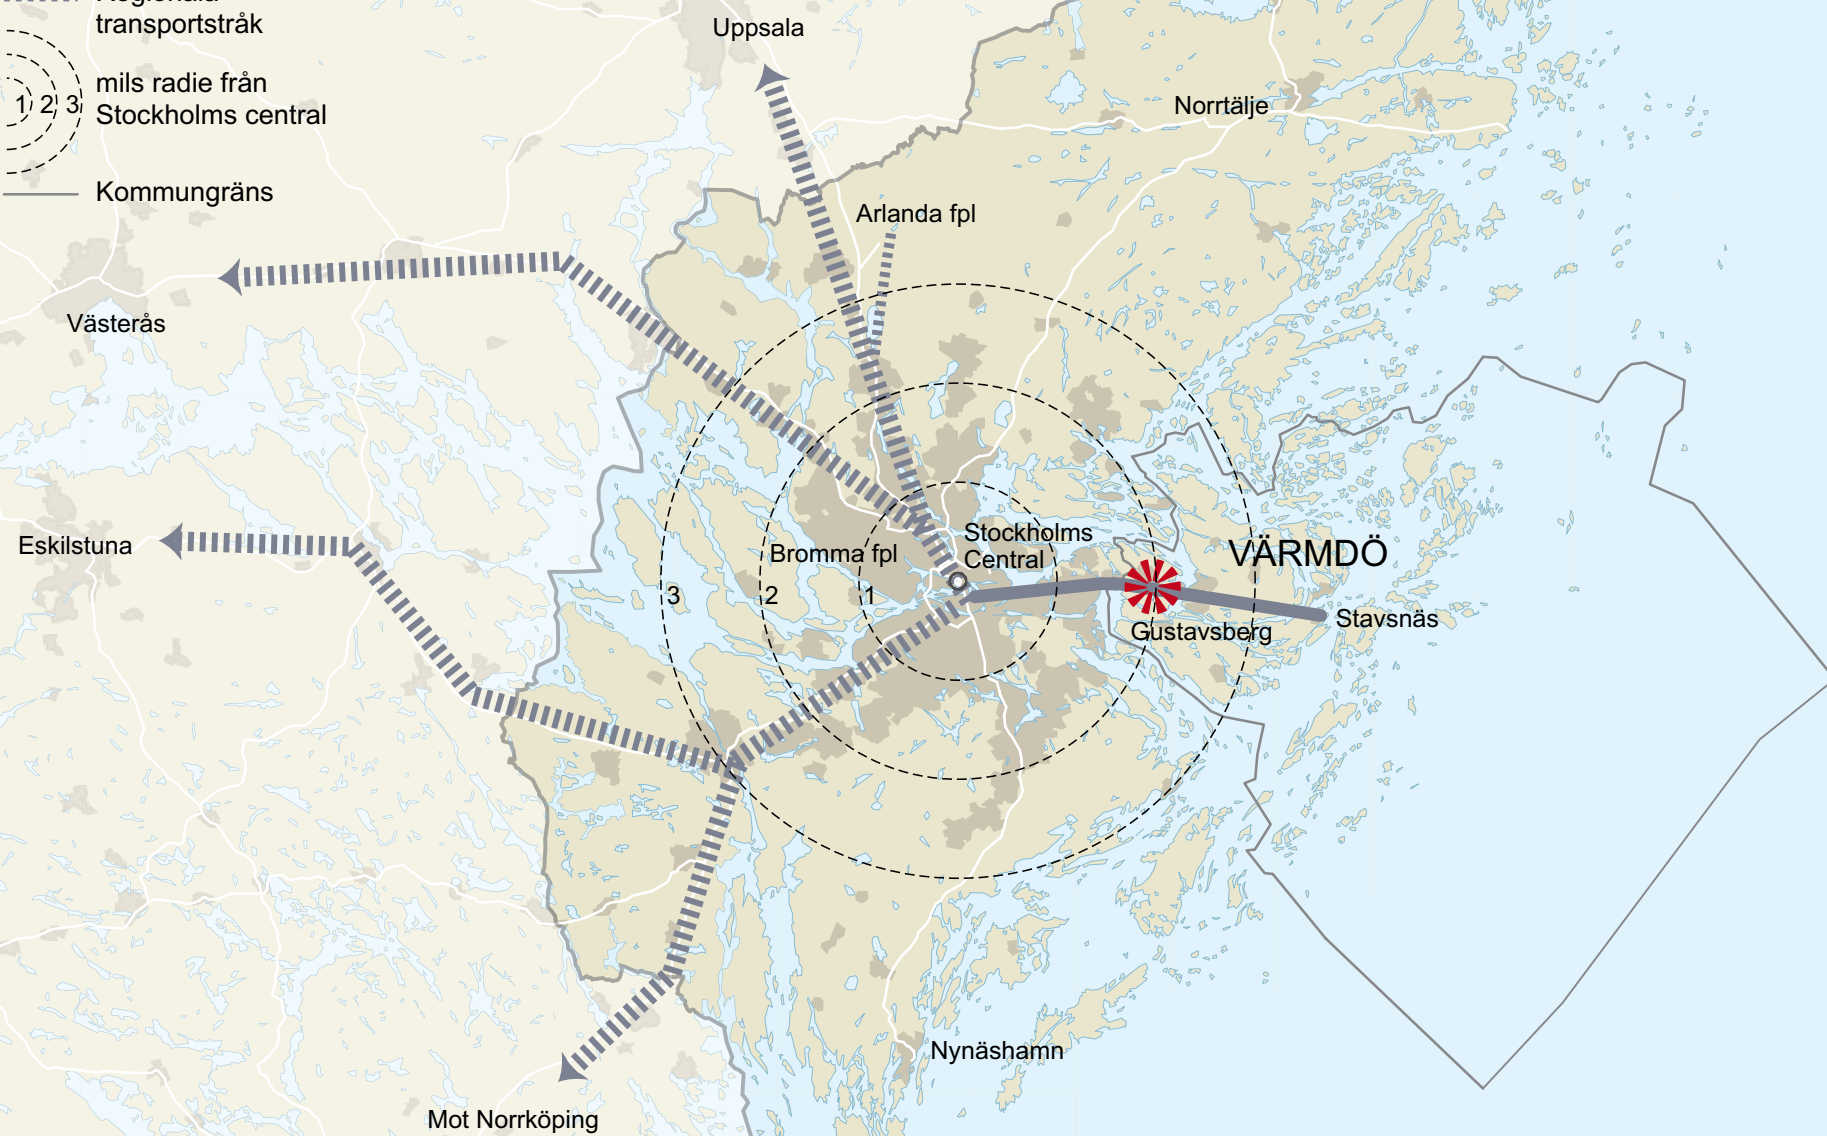 Regionala
transportstråk
1 2 3
mils radie från
Stockholms central
Kommungräns
Uppsala
Norrtälje
Arlanda fpl
Västerås
Eskilstuna
Bromma fpl
Stockholms
Central
VÄRMDÖ
3
2
1
Gustavsberg
Stavsnäs
Nynäshamn
Mot Norrköping